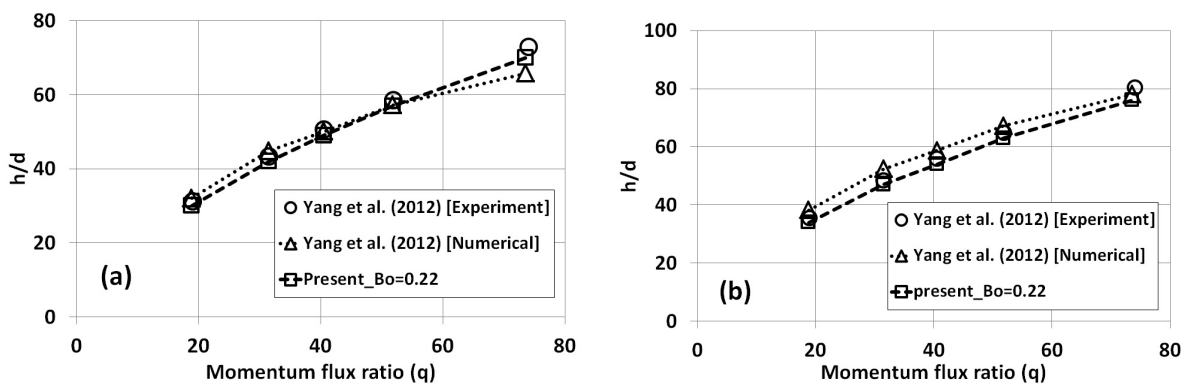 80
60
40
20
0
h/d
0 20 40 60 80
Momentum flux ratio (q)
(a)
Yang et al. (2012) [Experiment]
Yang et al. (2012) [Numerical]
Present_Bo=0.22
100
80
60
40
20
0
h/d
0 20 40 60 80
Momentum flux ratio (q)
(b)
Yang et al. (2012) [Experiment]
Yang et al. (2012) [Numerical]
present_Bo=0.22